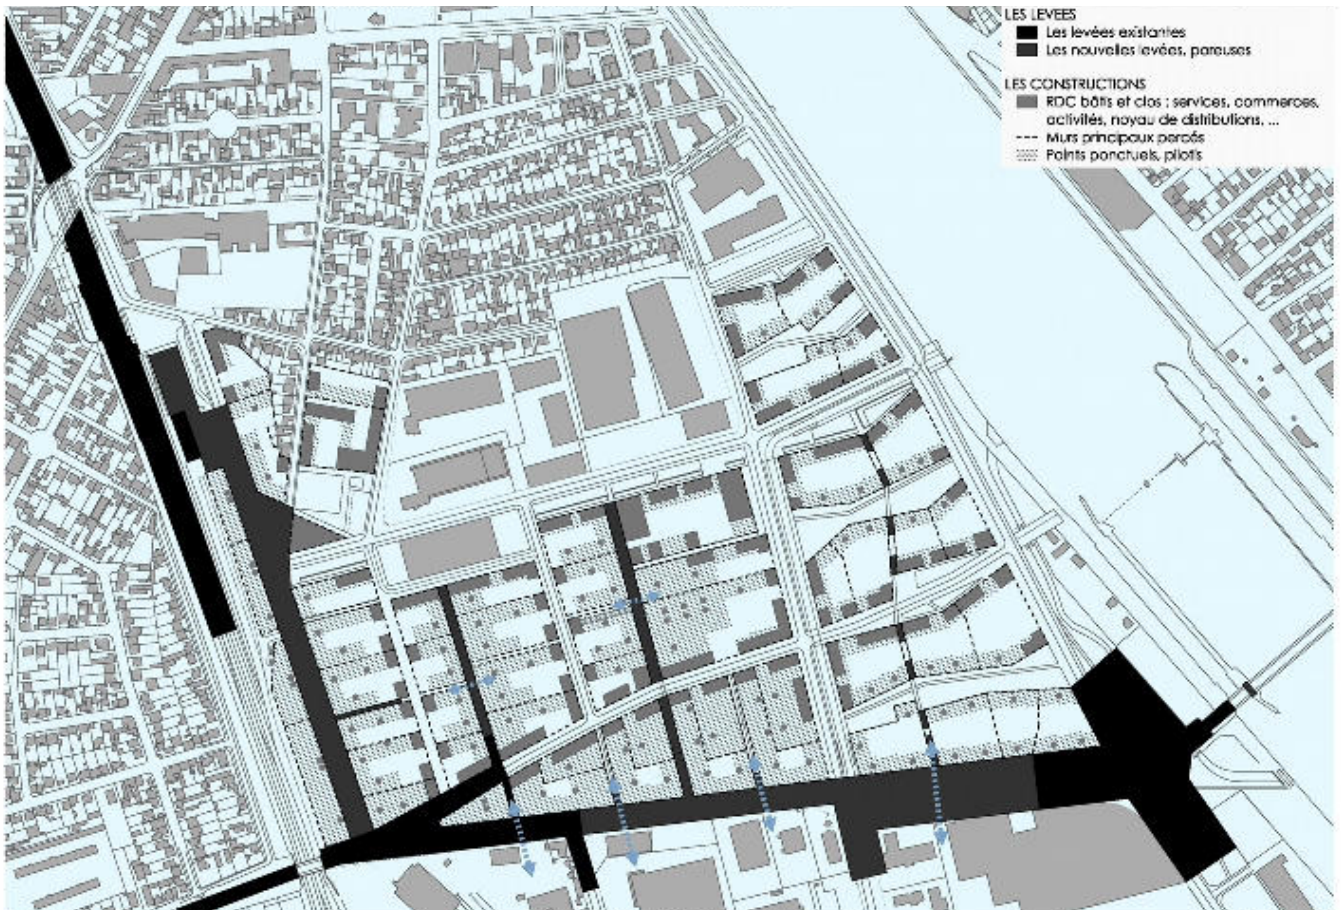 LES LEVEES
Les levées existantes
Les nouvelles levées, poreuses
LES CONSTRUCTIONS
RDC bâtis et clos : services, commerces,
activités, noyau de distributions, ...
Murs principaux percés
Points ponctuels, pilotis